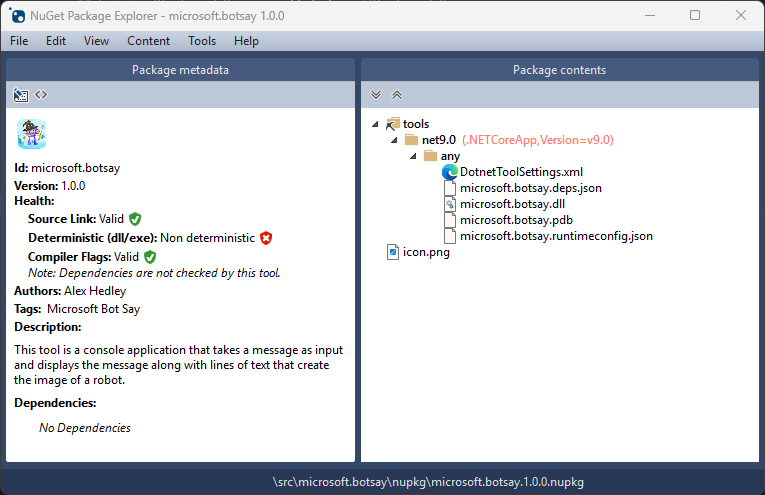 NuGet Package Explorer - microsoft.botsay 1.0.0
File Edit View Content Tools Help
Package metadata
Id: microsoft.botsay
Version: 1.0.0
Health:
Source Link: Valid
Deterministic (dll/exe): Non deterministic
Compiler Flags: Valid
Note: Dependencies are not checked by this tool.
Authors: Alex Hedley
Tags: Microsoft Bot Say
Description:
This tool is a console application that takes a message as input
and displays the message along with lines of text that create
the image of a robot.
Dependencies:
No Dependencies
Package contents
tools
net9.0 (.NETCoreApp,Version=v9.0)
any
DotnetToolSettings.xml
microsoft.botsay.deps.json
microsoft.botsay.dll
microsoft.botsay.pdb
microsoft.botsay.runtimeconfig.json
icon.png
\src\microsoft.botsay\nupkg\microsoft.botsay.1.0.0.nupkg